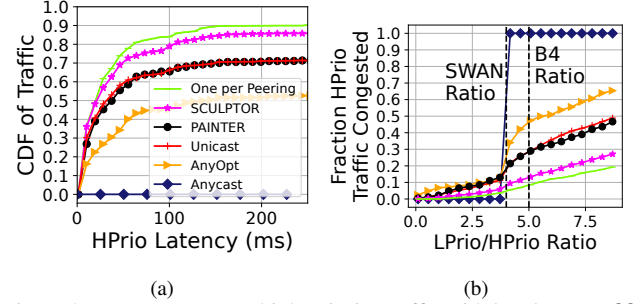 CDF of Traffic
1.0
0.9
0.8
0.7
0.6
0.5
0.4
0.3
0.2
0.1
0.0
One per Peering
SCULPTOR
PAINTER
Unicast
AnyOpt
Anycast
0
100
200
HPrio Latency (ms)
(a)
Fraction HPrio
Traffic Congested
1.0
0.9
0.8
0.7
0.6
0.5
0.4
0.3
0.2
0.1
0.0
SWAN
Ratio
B4
Ratio
0.0
2.5
5.0
7.5
LPrio/HPrio Ratio
(b)